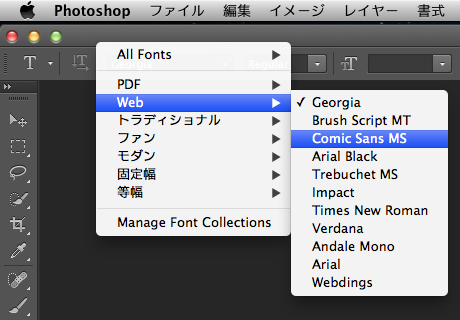 Photoshop ファイル 編集 イメージ レイヤー 書式
T T
All Fonts
PDF
Web
トラディショナル
ファン
モダン
固定幅
等幅
Manage Font Collections
Georgia
Brush Script MT
Comic Sans MS
Arial Black
Trebuchet MS
Impact
Times New Roman
Verdana
Andale Mono
Arial
Webdings